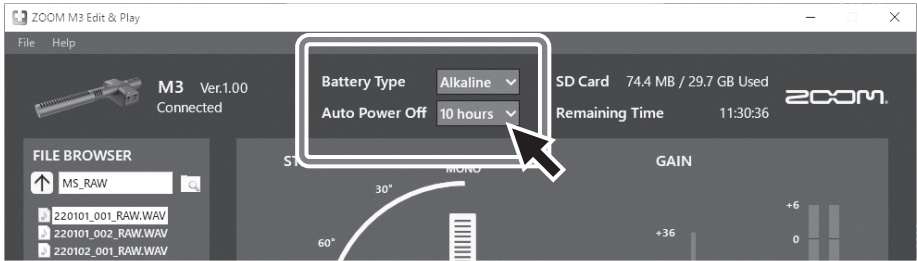 ZOOM M3 Edit & Play
File Help
M3 Ver.1.00
Connected
Battery Type Alkaline
Auto Power Off 10 hours
SD Card 74.4 MB / 29.7 GB Used
Remaining Time 11:30:36
ZOOM
FILE BROWSER
MS_RAW
220101_001_RAW.WAV
220101_002_RAW.WAV
220102_001_RAW.WAV
ST
MONO
30°
60°
GAIN
+36
+6
0